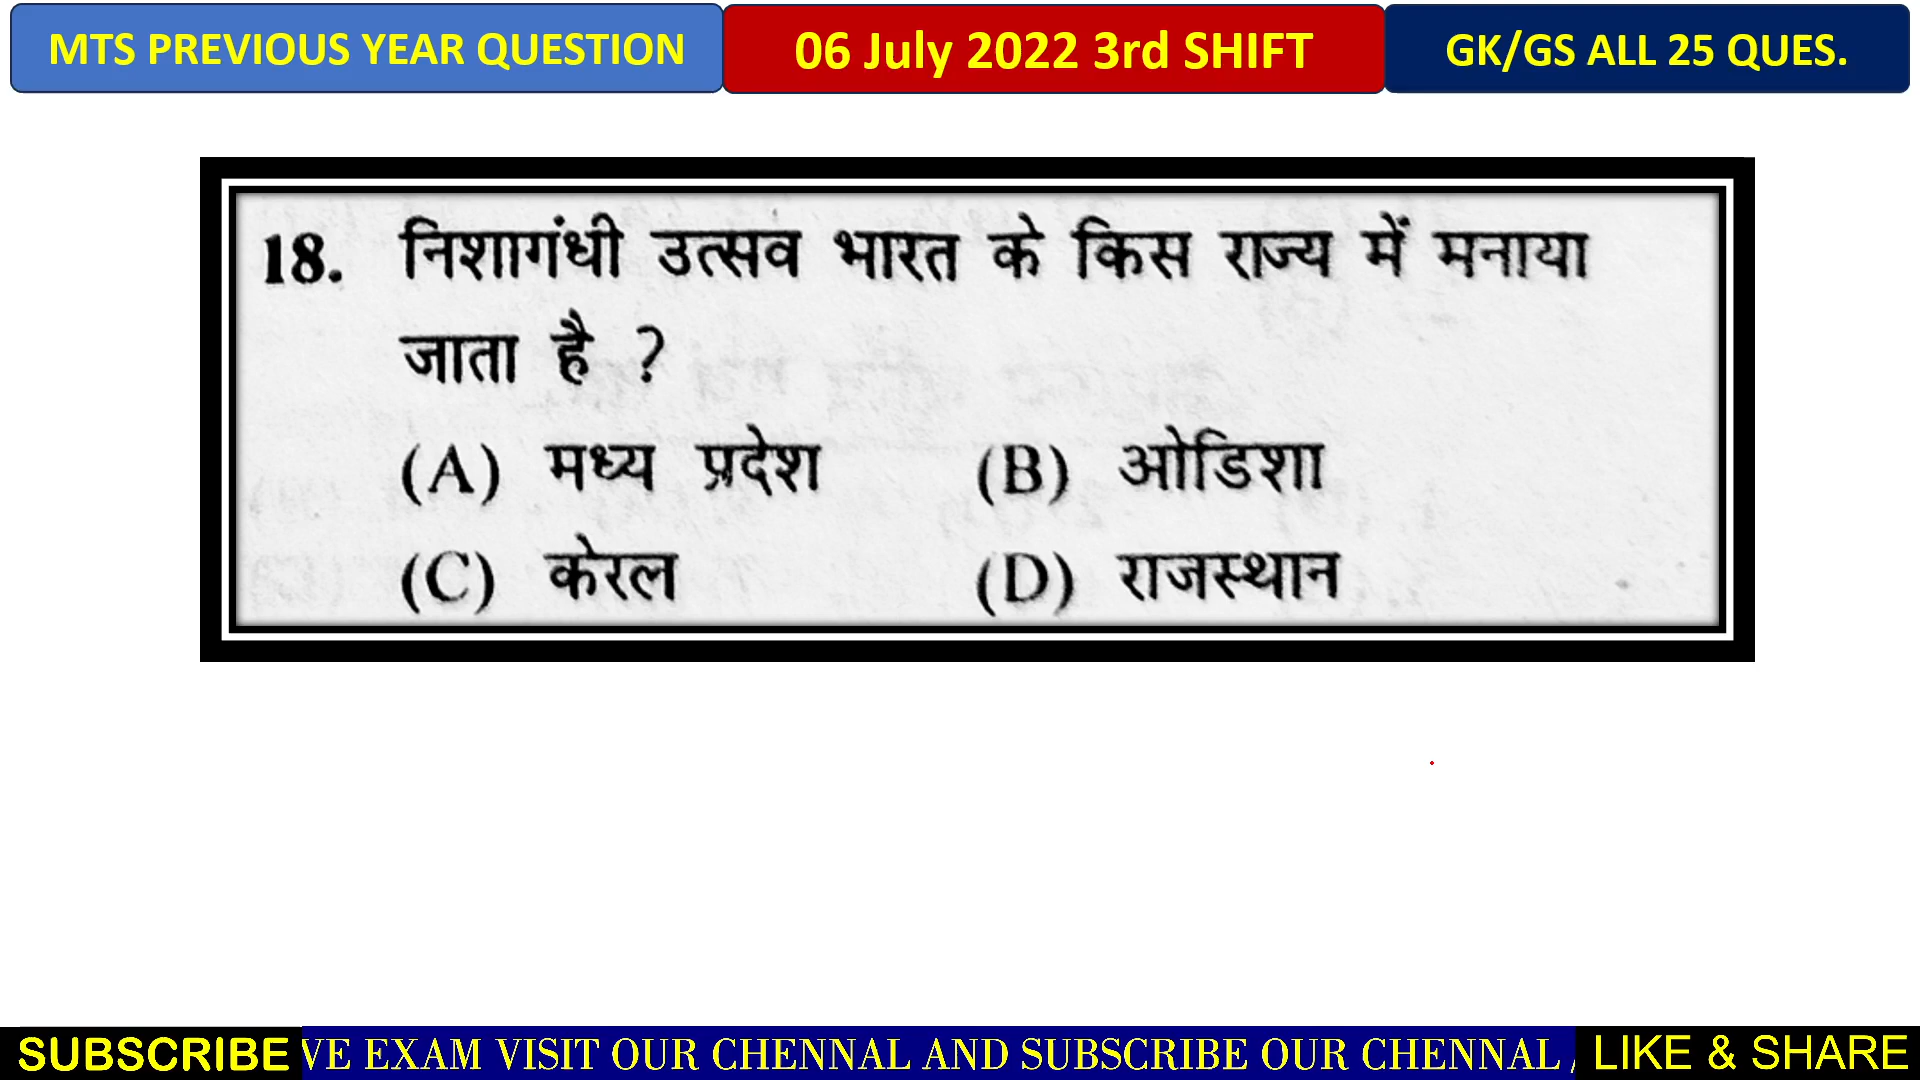 MTS PREVIOUS YEAR QUESTION
06 July 2022 3rd SHIFT
GK/GS ALL 25 QUES.
18. निशागंधी उत्सव भारत के किस राज्य में मनाया
जाता है ?
(A) मध्य प्रदेश (B) ओडिशा
(C) केरल (D) राजस्थान
SUBSCRIBE
VE EXAM VISIT OUR CHENNAL AND SUBSCRIBE OUR CHENNAL
LIKE & SHARE